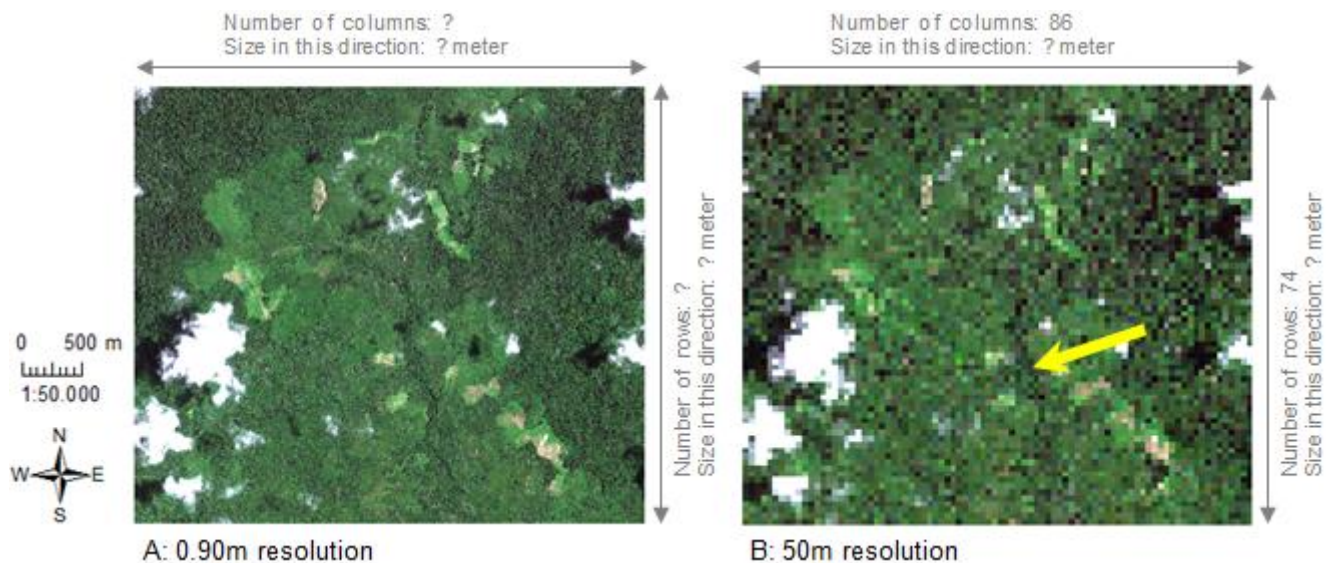 Number of columns: ?
Size in this direction: ? meter
Number of columns: 86
Size in this direction: ? meter
Number of rows: ?
Size in this direction: ? meter
Number of rows: 74
Size in this direction: ? meter
0 500 m
1:50.000
N
W E
S
A: 0.90m resolution
B: 50m resolution